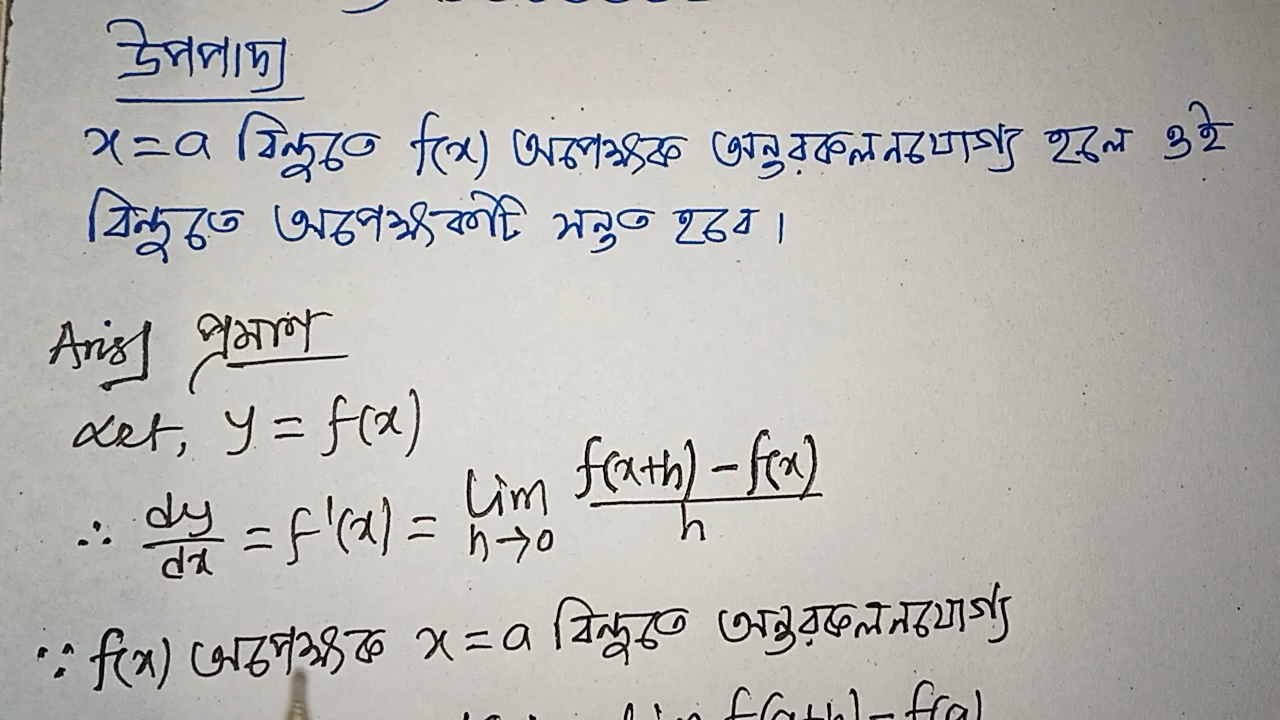 উপপাদ্য
x = a বিন্দুতে f(x) অপেক্ষক অন্তরকলনযোগ্য হলে ওই
বিন্দুতে অপেক্ষকটি সন্তত হবে।
Ans] প্রমাণ
Let, y = f(x)
∴ dy/dx = f'(x) = lim h→0 f(x+h) - f(x) / h
∵ f(x) অপেক্ষক x = a বিন্দুতে অন্তরকলনযোগ্য
lim f(a+h) - f(a)